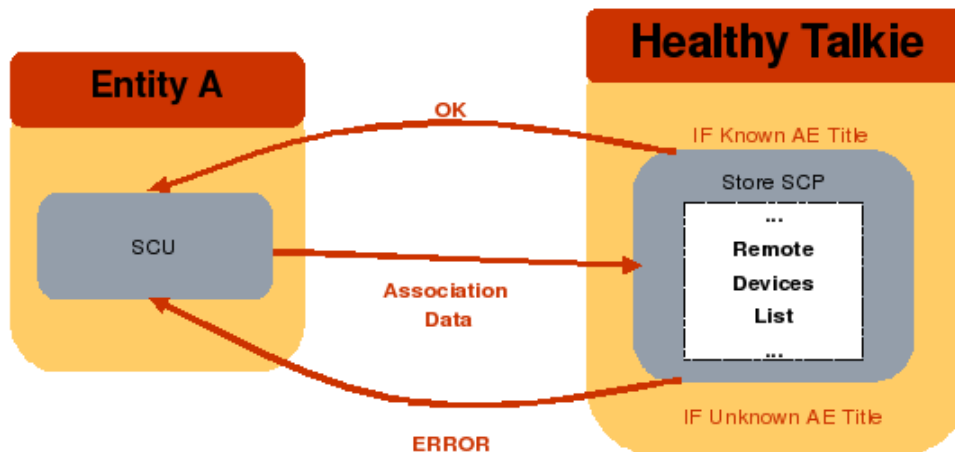 Healthy Talkie
Entity A
OK
IF Known AE Title
Store SCP
...
Remote
Devices
List
...
SCU
Association
Data
IF Unknown AE Title
ERROR